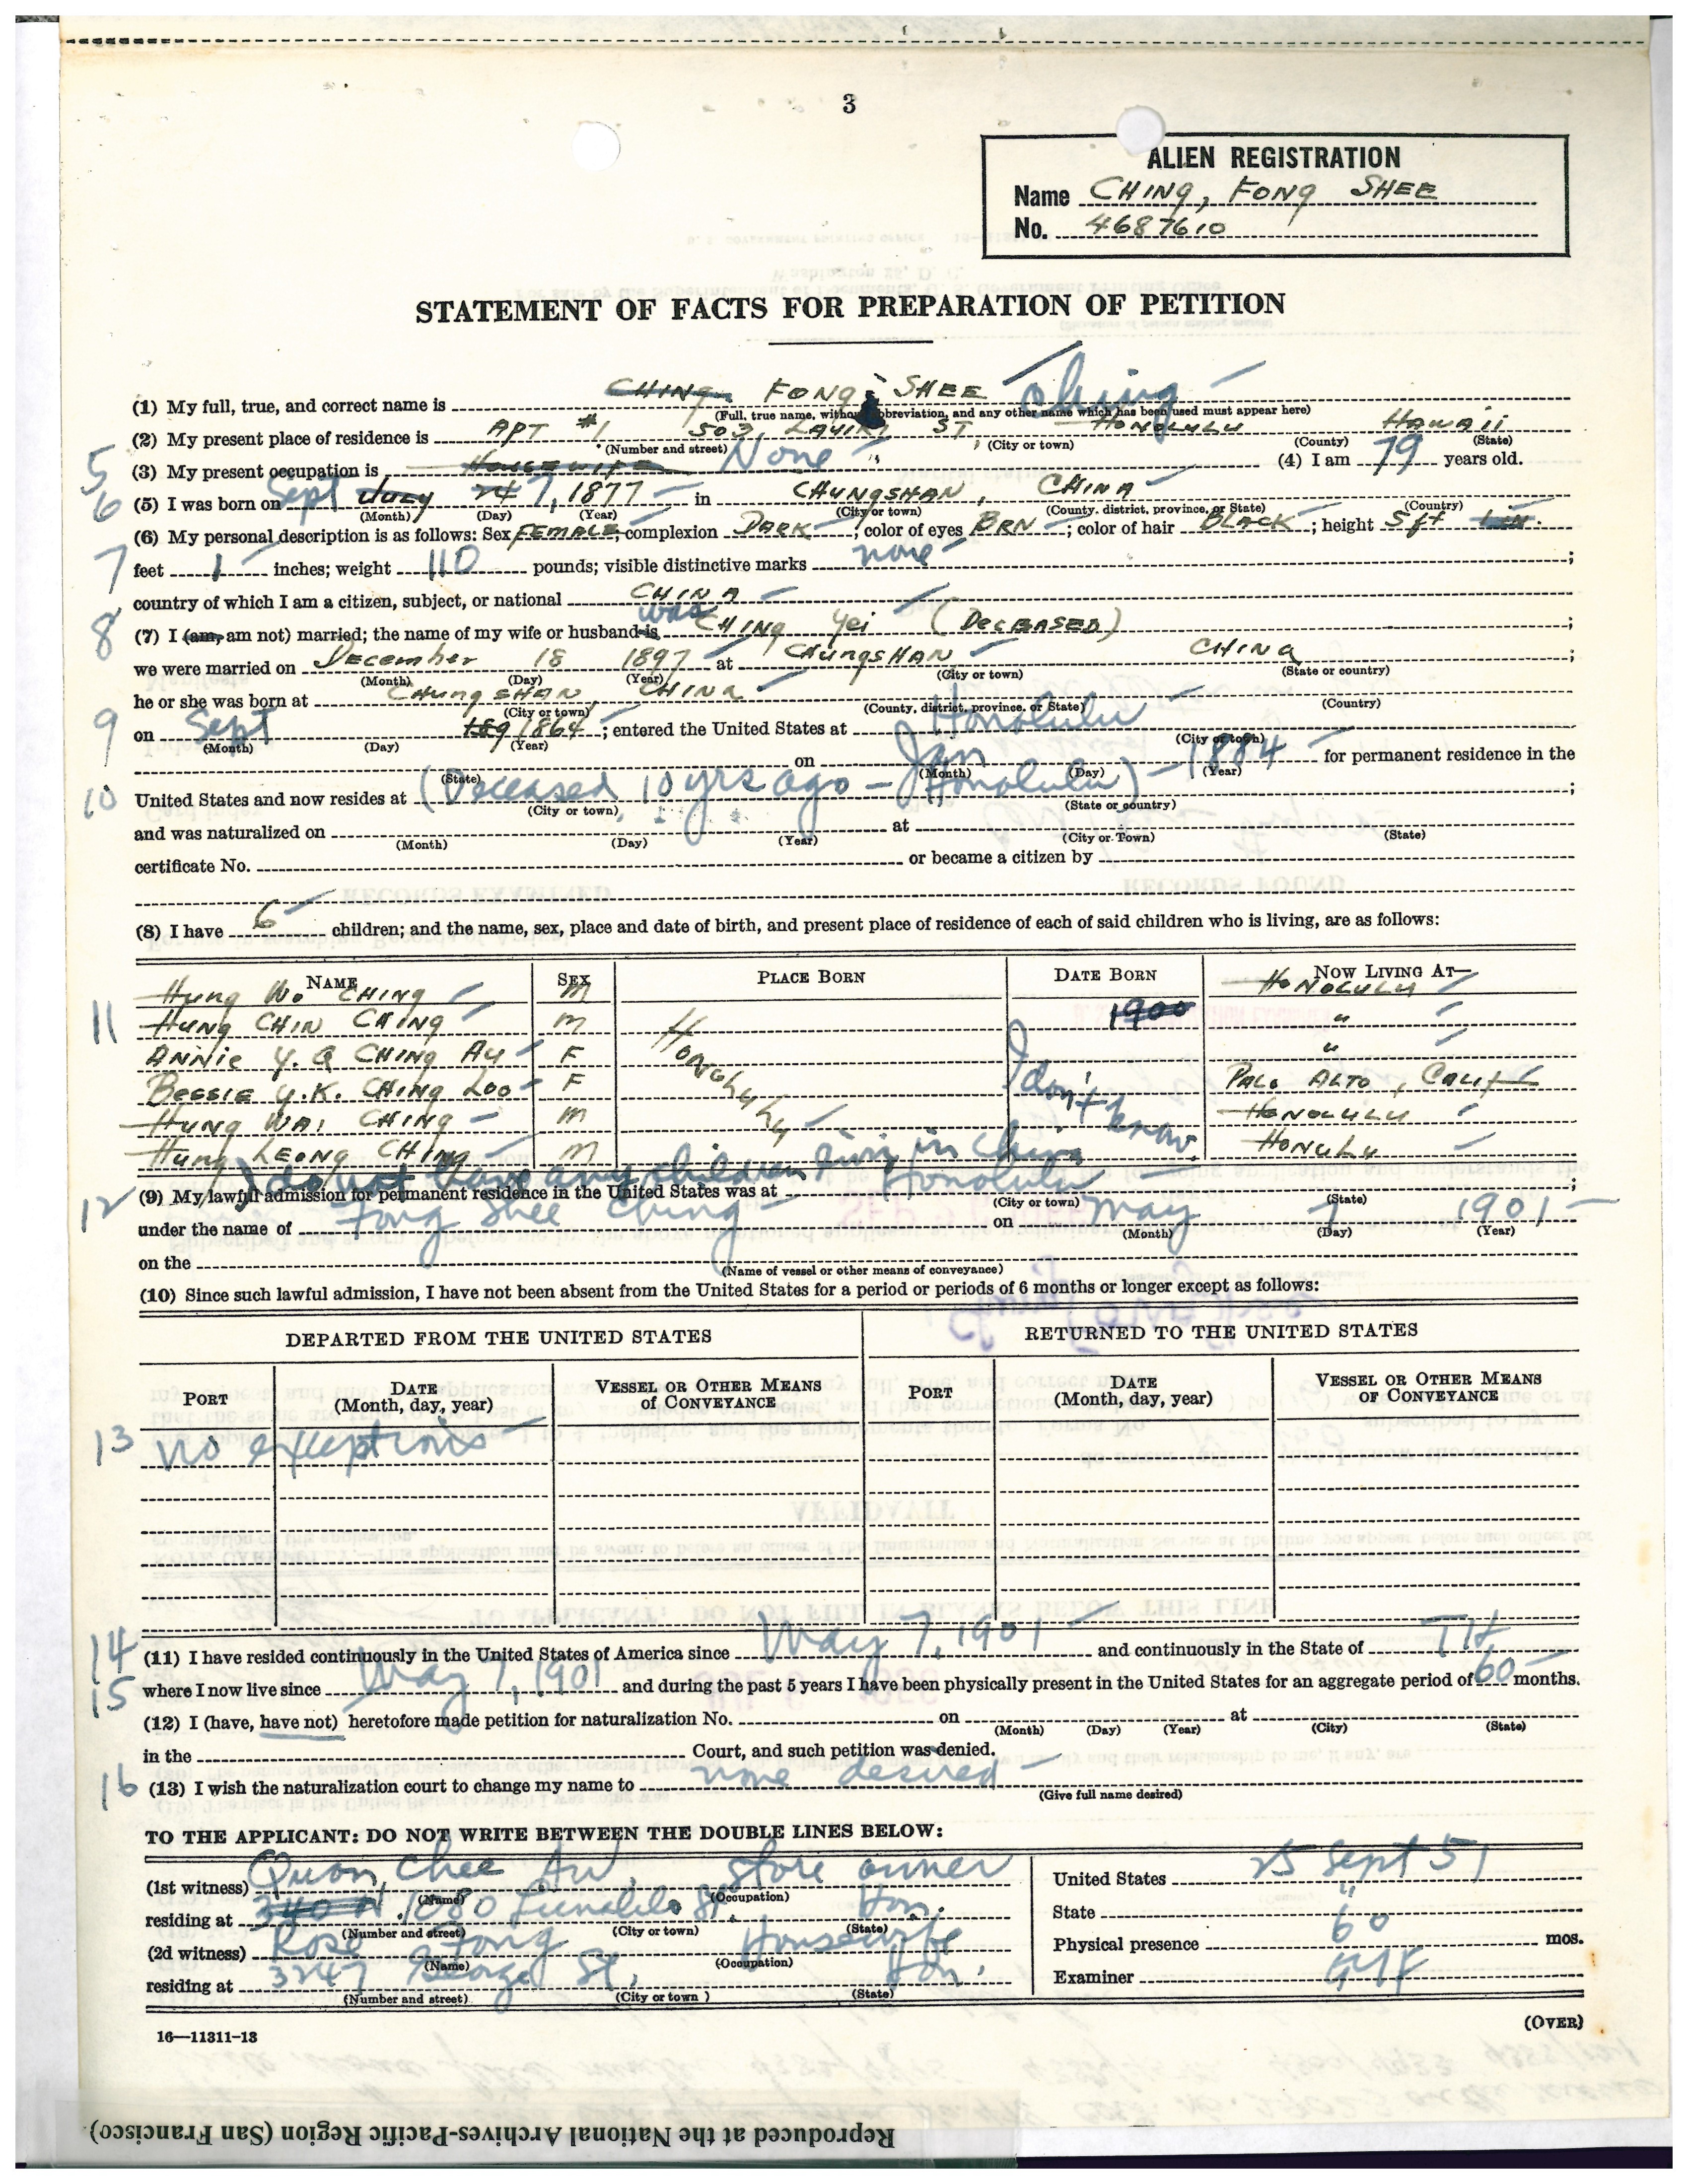 3
ALIEN REGISTRATION
Name CHING, FONG SHEE
No. 4687610
STATEMENT OF FACTS FOR PREPARATION OF PETITION
(1) My full, true, and correct name is CHING FONG SHEE Ching
(Full, true name, without abbreviation, and any other name which has been used must appear here)
(2) My present place of residence is APT #1 503 ST, HONOLULU HAWAII
(Number and street) (City or town) (County) (State)
5 (3) My present occupation is HOUSEWIFE None (4) I am 79 years old.
6 (5) I was born on Sept JULY 24 7, 1877 in CHUNGSHAN, CHINA
(Month) (Day) (Year) (City or town) (County, district, province, or State) (Country)
(6) My personal description is as follows: Sex FEMALE; complexion DARK; color of eyes BRN; color of hair BLACK; height 5 ft
7 feet 1 inches; weight 110 pounds; visible distinctive marks none;
country of which I am a citizen, subject, or national CHINA
8 (7) I (am, am not) married; the name of my wife or husband is was CHING Yei (DECEASED);
we were married on December 18 1897 at CHUNGSHAN CHINA;
(Month) (Day) (Year) (City or town) (State or country)
he or she was born at CHUNGSHAN CHINA
(City or town) (County, district, province, or State) (Country)
9 on Sept 1864; entered the United States at Honolulu
(Month) (Day) (Year) (City or town)
on Jan 1884 for permanent residence in the
(State) (Month) (Day) (Year)
10 United States and now resides at (Deceased 10 yrs ago - Honolulu);
(City or town) (State or country)
and was naturalized on at
(Month) (Day) (Year) (City or Town) (State)
certificate No. or became a citizen by
(8) I have 6 children; and the name, sex, place and date of birth, and present place of residence of each of said children who is living, are as follows:
NAME SEX PLACE BORN DATE BORN NOW LIVING AT—
Hung Wo CHING M HONOLULU
11 HUNG CHIN CHING M Honolulu 1900 "
ANNIE Y. Q CHING AU F I don't know "
BESSIE Y.K. CHING LOO F PALO ALTO, CALIF
HUNG WAI CHING M HONOLULU
Hung LEONG CHING M HONULU
I do not have any children living in China
12 (9) My lawful admission for permanent residence in the United States was at Honolulu;
(City or town) (State)
under the name of Fong Shee Ching on May 7 1901
(Month) (Day) (Year)
on the
(Name of vessel or other means of conveyance)
(10) Since such lawful admission, I have not been absent from the United States for a period or periods of 6 months or longer except as follows:
DEPARTED FROM THE UNITED STATES RETURNED TO THE UNITED STATES
PORT DATE (Month, day, year) VESSEL OR OTHER MEANS OF CONVEYANCE PORT DATE (Month, day, year) VESSEL OR OTHER MEANS OF CONVEYANCE
13 no exceptions
14 (11) I have resided continuously in the United States of America since May 7, 1901 and continuously in the State of TH
15 where I now live since May 7, 1901 and during the past 5 years I have been physically present in the United States for an aggregate period of 60 months.
(12) I (have, have not) heretofore made petition for naturalization No. on at
(Month) (Day) (Year) (City) (State)
in the Court, and such petition was denied.
16 (13) I wish the naturalization court to change my name to none desired
(Give full name desired)
TO THE APPLICANT: DO NOT WRITE BETWEEN THE DOUBLE LINES BELOW:
(1st witness) Quon Chee Au, store owner
(Name) (Occupation)
residing at 340 N 1080 Lunalilo St. Hon.
(Number and street) (City or town) (State)
(2d witness) Rose Fong Housewife
(Name) (Occupation)
residing at 3247 George St, Hon.
(Number and street) (City or town) (State)
United States 25 Sept 51
State "
Physical presence 60 mos.
Examiner
16—11311-13
(OVER)
Reproduced at the National Archives-Pacific Region (San Francisco)